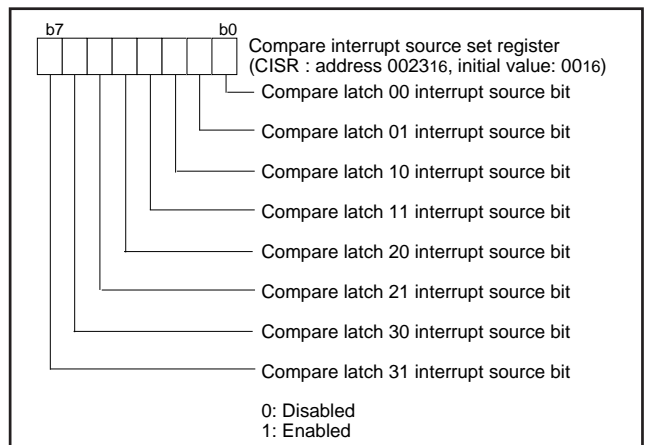 b7 b0
Compare interrupt source set register
(CISR : address 002316, initial value: 0016)
Compare latch 00 interrupt source bit
Compare latch 01 interrupt source bit
Compare latch 10 interrupt source bit
Compare latch 11 interrupt source bit
Compare latch 20 interrupt source bit
Compare latch 21 interrupt source bit
Compare latch 30 interrupt source bit
Compare latch 31 interrupt source bit
0: Disabled
1: Enabled